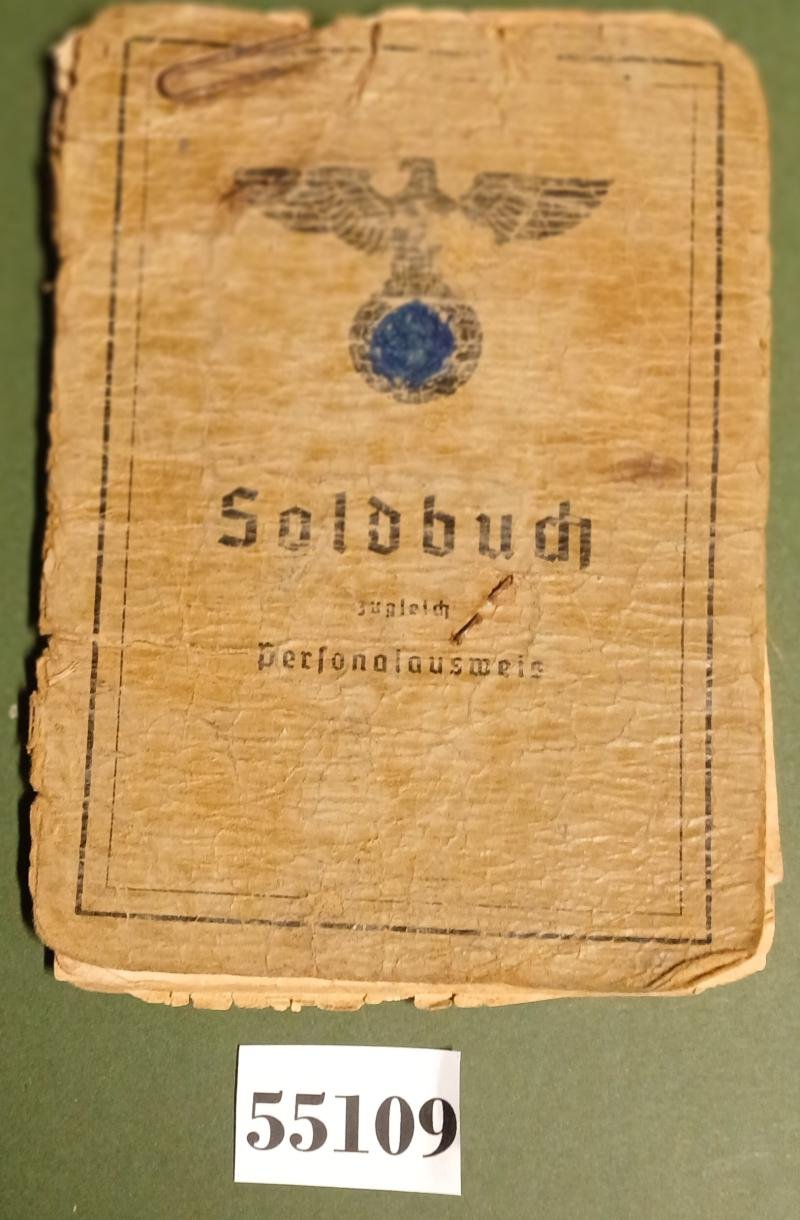 Soldbuch
zugleich
Personalausweis
55109